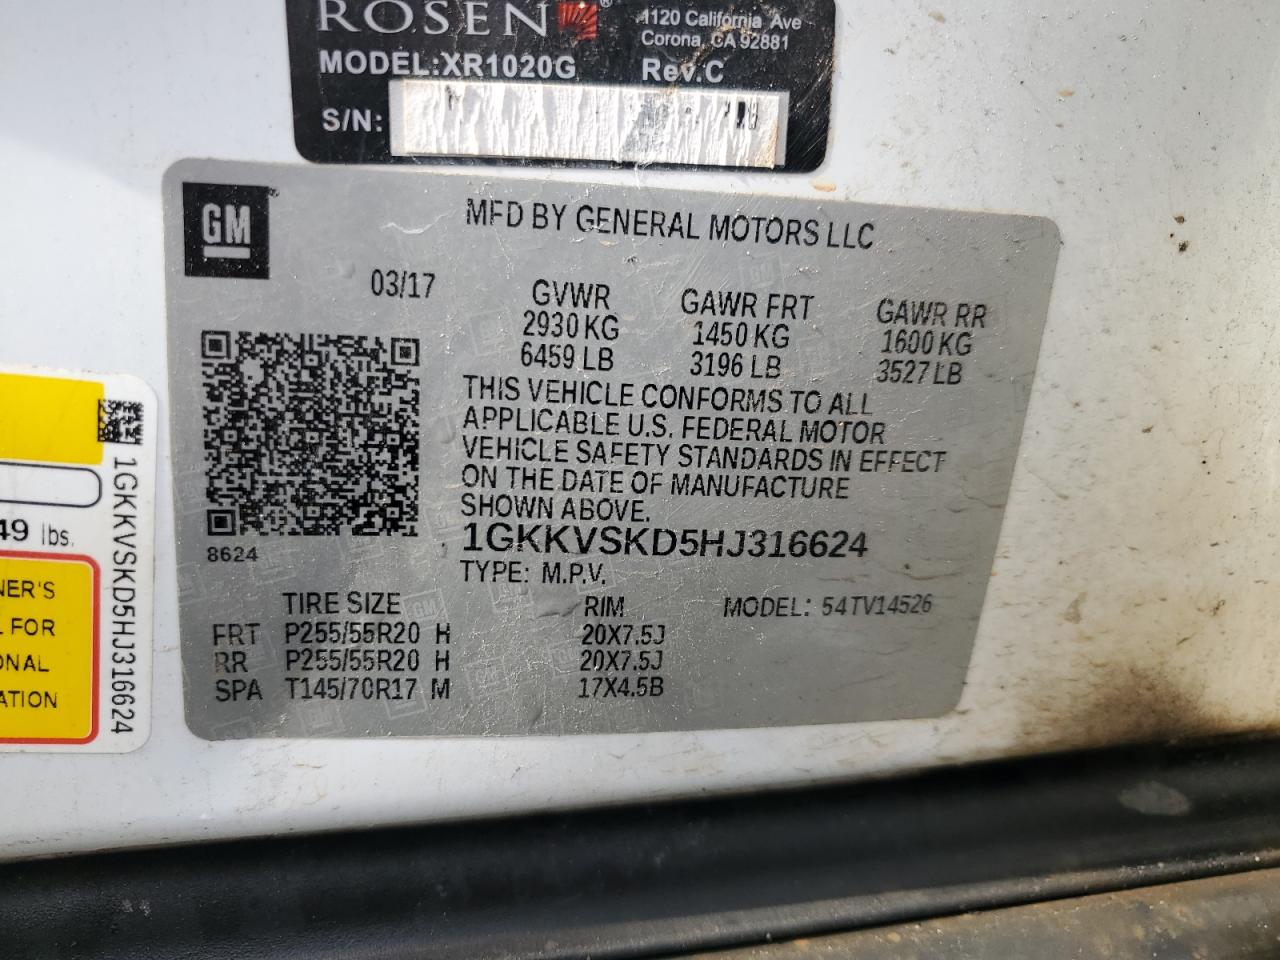 ROSEN ®
1120 California Ave
Corona, CA 92881
MODEL:XR1020G Rev.C
S/N:
GM
MFD BY GENERAL MOTORS LLC
03/17
GVWR GAWR FRT GAWR RR
2930 KG 1450 KG 1600 KG
6459 LB 3196 LB 3527 LB
THIS VEHICLE CONFORMS TO ALL
APPLICABLE U.S. FEDERAL MOTOR
VEHICLE SAFETY STANDARDS IN EFFECT
ON THE DATE OF MANUFACTURE
SHOWN ABOVE.
8624
1GKKVSKD5HJ316624
TYPE: M.P.V.
TIRE SIZE RIM MODEL: 54TV14526
FRT P255/55R20 H 20X7.5J
RR P255/55R20 H 20X7.5J
SPA T145/70R17 M 17X4.5B
49 lbs.
NER'S
L FOR
ONAL
ATION
1GKKVSKD5HJ316624